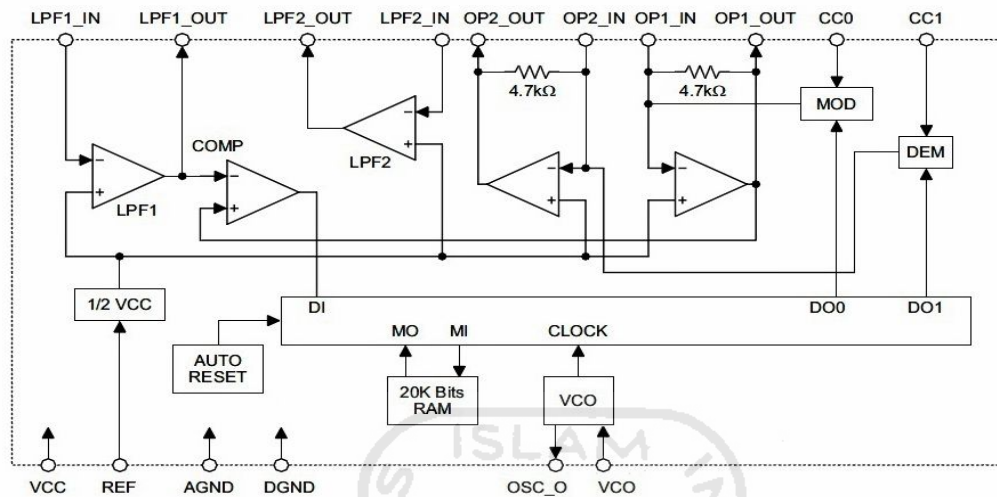 LPF1_IN LPF1_OUT LPF2_OUT LPF2_IN OP2_OUT OP2_IN OP1_IN OP1_OUT CC0 CC1
4.7kΩ 4.7kΩ
MOD
COMP
LPF2
DEM
LPF1
1/2 VCC
DI DO0 DO1
MO MI CLOCK
AUTO
RESET
20K Bits
RAM
VCO
ISLAM
VCC REF AGND DGND OSC_O VCO